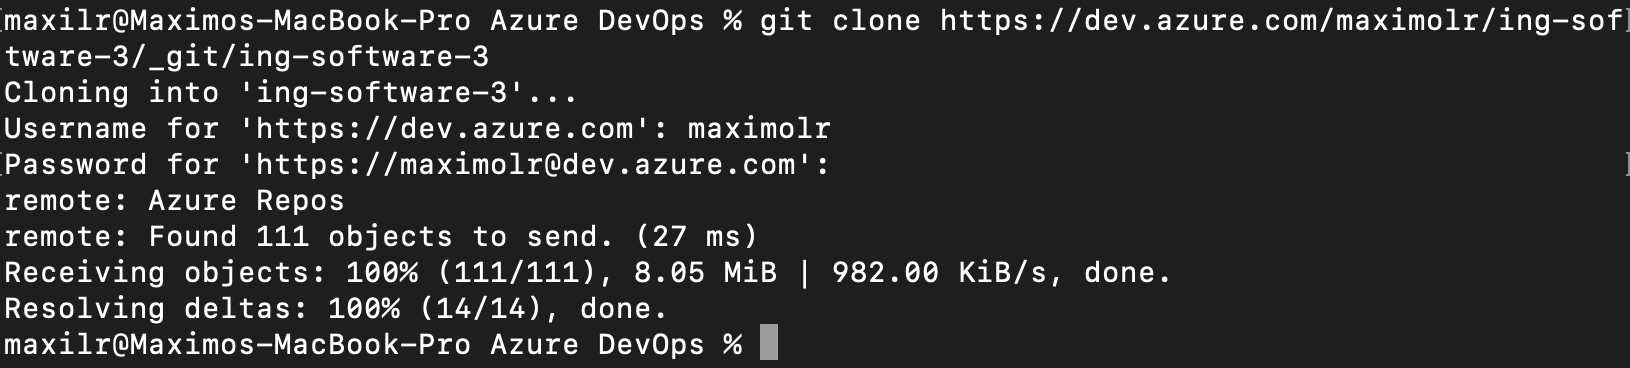 maxilr@Maximos-MacBook-Pro Azure DevOps % git clone https://dev.azure.com/maximolr/ing-sof
tware-3/_git/ing-software-3
Cloning into 'ing-software-3'...
Username for 'https://dev.azure.com': maximolr
Password for 'https://maximolr@dev.azure.com':
remote: Azure Repos
remote: Found 111 objects to send. (27 ms)
Receiving objects: 100% (111/111), 8.05 MiB | 982.00 KiB/s, done.
Resolving deltas: 100% (14/14), done.
maxilr@Maximos-MacBook-Pro Azure DevOps %